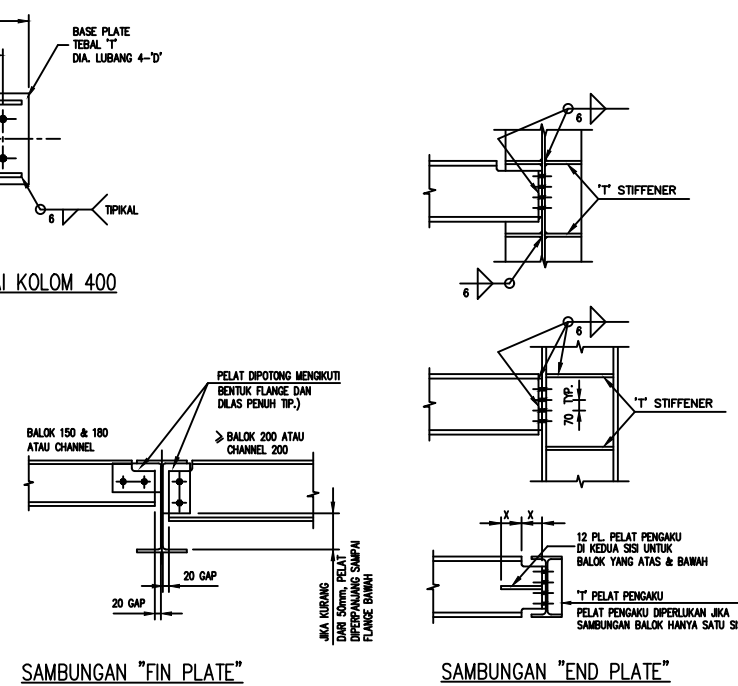 BASE PLATE
TEBAL 'T'
DIA. LUBANG 4-'D'
6
TIPIKAL
KOLOM 400
6
'T' STIFFENER
6
6
'T' STIFFENER
70 TYP.
PELAT DIPOTONG MENGIKUTI
BENTUK FLANGE DAN
DILAS PENUH TIP.)
BALOK 150 & 180
ATAU CHANNEL
≥ BALOK 200 ATAU
CHANNEL 200
20 GAP
20 GAP
JIKA KURANG
DARI 50mm, PELAT
DIPERPANJANG SAMPAI
FLANGE BAWAH
SAMBUNGAN "FIN PLATE"
X X
12 PL. PELAT PENGAKU
DI KEDUA SISI UNTUK
BALOK YANG ATAS & BAWAH
'T' PELAT PENGAKU
PELAT PENGAKU DIPERLUKAN JIKA
SAMBUNGAN BALOK HANYA SATU
SAMBUNGAN "END PLATE"